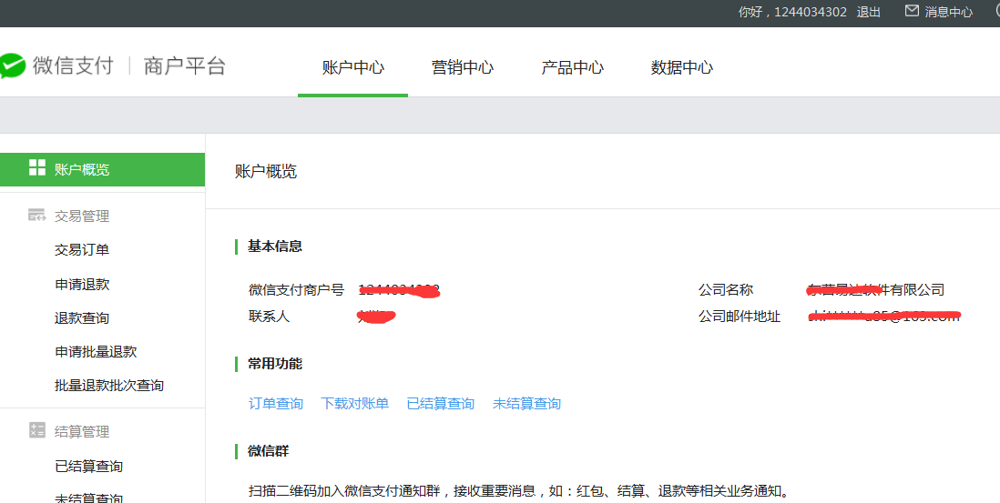 你好，1244034302 退出 消息中心
微信支付 商户平台 账户中心 营销中心 产品中心 数据中心
账户概览
交易管理
交易订单
申请退款
退款查询
申请批量退款
批量退款批次查询
结算管理
已结算查询
未结算查询
账户概览
基本信息
微信支付商户号
公司名称 软件有限公司
联系人
公司邮件地址
常用功能
订单查询 下载对账单 已结算查询 未结算查询
微信群
扫描二维码加入微信支付通知群，接收重要消息，如：红包、结算、退款等相关业务通知。